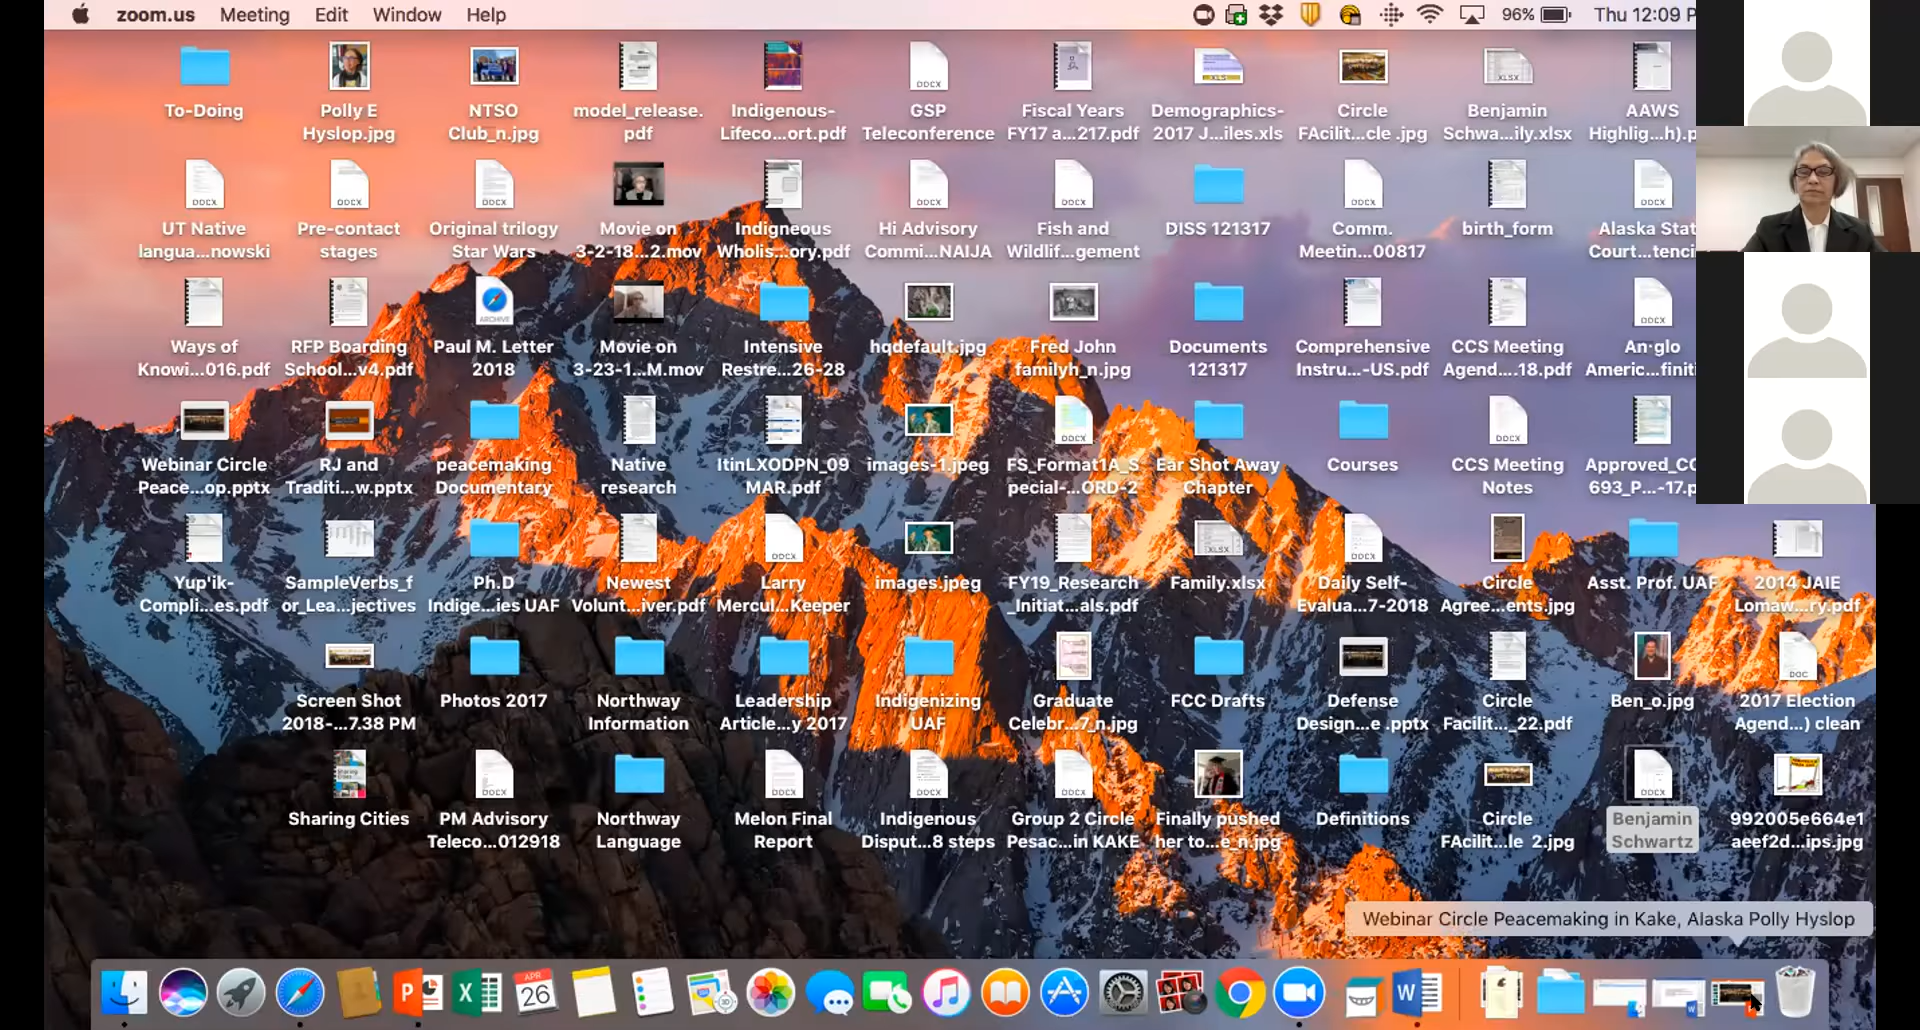 zoom.us Meeting Edit Window Help 96% Thu 12:09 P
To-Doing
Polly E
Hyslop.jpg
NTSO
Club_n.jpg
model_release.
pdf
Indigenous-
Lifeco...ort.pdf
GSP
Teleconference
Fiscal Years
FY17 a...217.pdf
Demographics-
2017 J...iles.xls
Circle
FAcilit...cle .jpg
Benjamin
Schwa...ily.xlsx
AAWS
Highlig...h).p
UT Native
langua...nowski
Pre-contact
stages
Original trilogy
Star Wars
Movie on
3-2-18...2.mov
Indigneous
Wholis...ory.pdf
Hi Advisory
Commi...NAIJA
Fish and
Wildlif...gement
DISS 121317
Comm.
Meetin...00817
birth_form
Alaska Stat
Court...tenci
Ways of
Knowi...016.pdf
RFP Boarding
School...v4.pdf
Paul M. Letter
2018
Movie on
3-23-1...M.mov
Intensive
Restre...26-28
hqdefault.jpg
Fred John
familyh_n.jpg
Documents
121317
Comprehensive
Instru...-US.pdf
CCS Meeting
Agend....18.pdf
An·glo
Americ...finiti
Webinar Circle
Peace...op.pptx
RJ and
Traditi...w.pptx
peacemaking
Documentary
Native
research
ItinLXODPN_09
MAR.pdf
images-1.jpeg
FS_Format1A_S
pecial-...ORD-2
Ear Shot Away
Chapter
Courses
CCS Meeting
Notes
Approved_CC
693_P...-17.p
Yup'ik-
Compli...es.pdf
SampleVerbs_f
or_Lea...jectives
Ph.D
Indige...ies UAF
Newest
Volunt...iver.pdf
Larry
Mercul...Keeper
images.jpeg
FY19_Research
_Initiat...als.pdf
Family.xlsx
Daily Self-
Evalua...7-2018
Circle
Agree...ents.jpg
Asst. Prof. UAF
2014 JAIE
Lomaw...ry.pdf
Screen Shot
2018-...7.38 PM
Photos 2017
Northway
Information
Leadership
Article...y 2017
Indigenizing
UAF
Graduate
Celebr...7_n.jpg
FCC Drafts
Defense
Design...e .pptx
Circle
Facilit..._22.pdf
Ben_o.jpg
2017 Election
Agend...) clean
Sharing Cities
PM Advisory
Teleco...012918
Northway
Language
Melon Final
Report
Indigenous
Disput...8 steps
Group 2 Circle
Pesac...in KAKE
Finally pushed
her to...e_n.jpg
Definitions
Circle
FAcilit...le 2.jpg
Benjamin
Schwartz
992005e664e1
aeef2d...ips.jpg
Webinar Circle Peacemaking in Kake, Alaska Polly Hyslop
APR
26